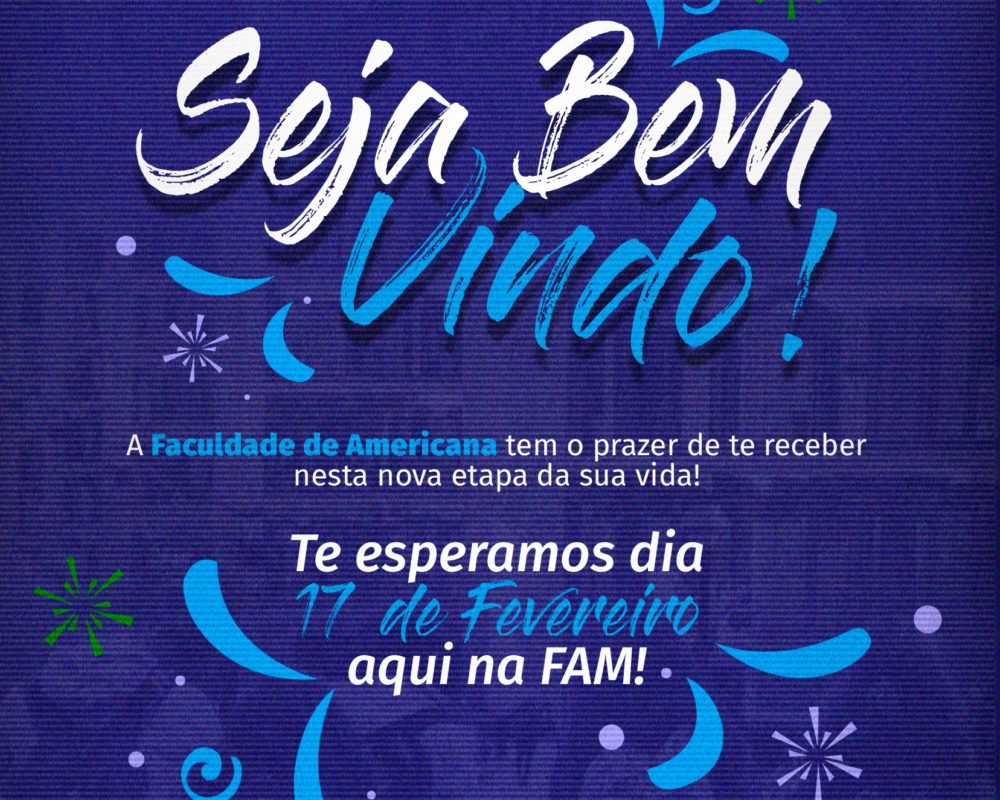 Seja Bem
Vindo!
A Faculdade de Americana tem o prazer de te receber
nesta nova etapa da sua vida!
Te esperamos dia
17 de Fevereiro
aqui na FAM!